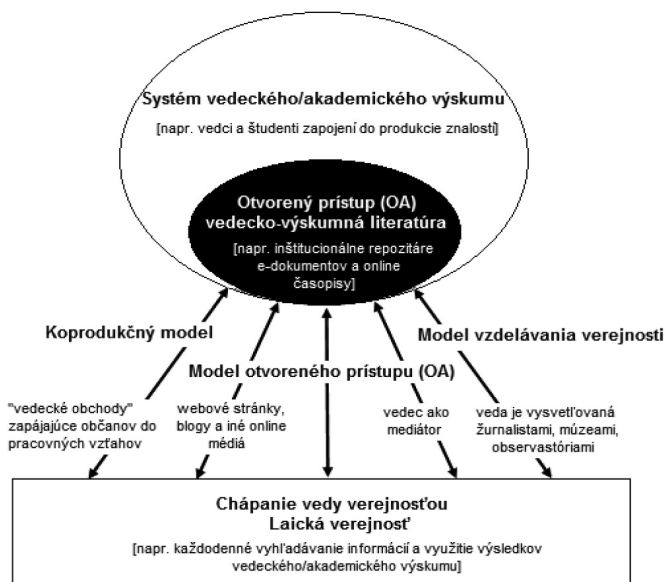 Systém vedeckého/akademického výskumu
[napr. vedci a študenti zapojení do produkcie znalostí]
Otvorený prístup (OA)
vedecko-výskumná literatúra
[napr. inštitucionálne repozitáre
e-dokumentov a online
časopisy]
Koprodukčný model
Model vzdelávania verejnosti
Model otvoreného prístupu (OA)
"vedecké obchody"
zapájajúce občanov do
pracovných vzťahov
webové stránky,
blogy a iné online
médiá
vedec ako
mediátor
veda je vysvetľovaná
žurnalistami, múzeami,
observastóriami
Chápanie vedy verejnosťou
Laická verejnosť
[napr. každodenné vyhľadávanie informácií a využitie výsledkov
vedeckého/akademického výskumu]